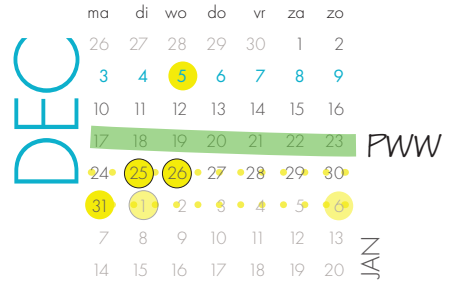 ma di wo do vr za zo
26 27 28 29 30 1 2
3 4 5 6 7 8 9
10 11 12 13 14 15 16
17 18 19 20 21 22 23
24 25 26 27 28 29 30
31 1 2 3 4 5 6
7 8 9 10 11 12 13
14 15 16 17 18 19 20
DEC
PWW
JAN